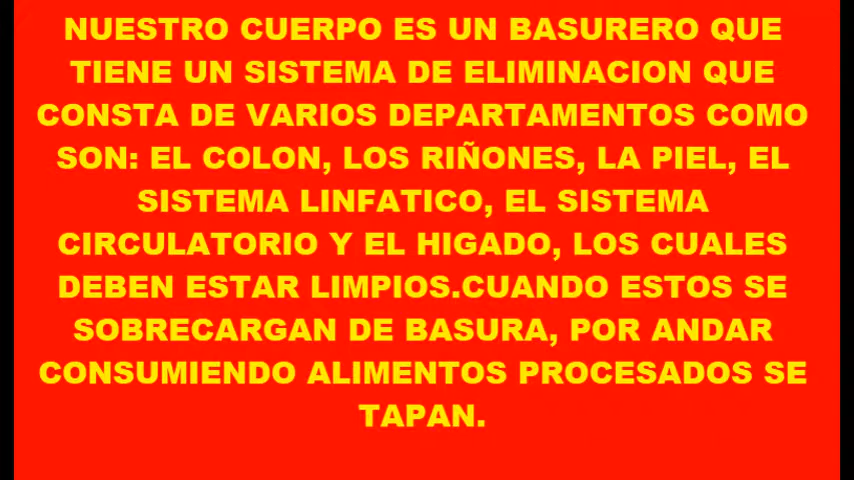 NUESTRO CUERPO ES UN BASURERO QUE
TIENE UN SISTEMA DE ELIMINACION QUE
CONSTA DE VARIOS DEPARTAMENTOS COMO
SON: EL COLON, LOS RIÑONES, LA PIEL, EL
SISTEMA LINFATICO, EL SISTEMA
CIRCULATORIO Y EL HIGADO, LOS CUALES
DEBEN ESTAR LIMPIOS.CUANDO ESTOS SE
SOBRECARGAN DE BASURA, POR ANDAR
CONSUMIENDO ALIMENTOS PROCESADOS SE
TAPAN.